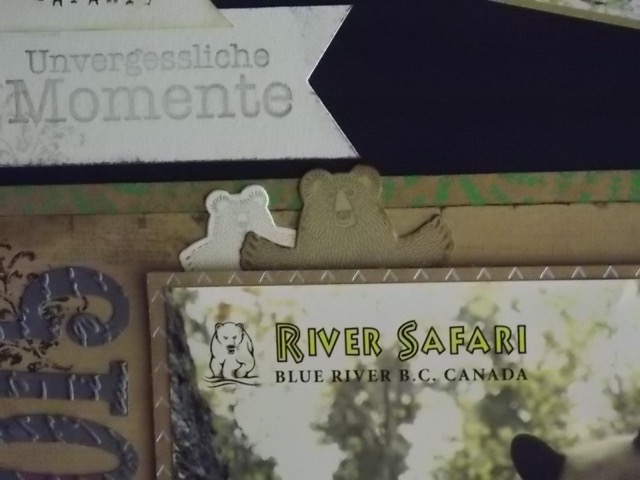 Unvergessliche
Momente
RIVER SAFARI
BLUE RIVER B.C. CANADA